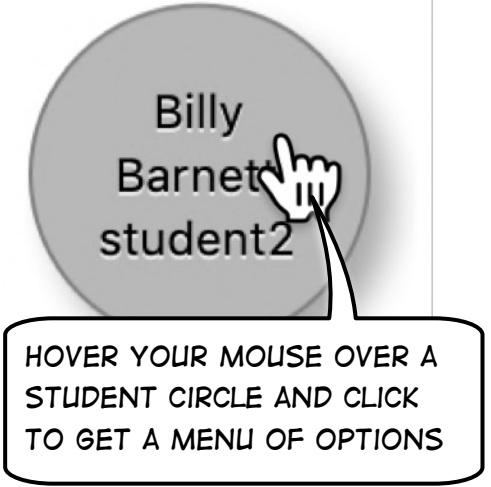 Billy
Barnett
student2
HOVER YOUR MOUSE OVER A
STUDENT CIRCLE AND CLICK
TO GET A MENU OF OPTIONS